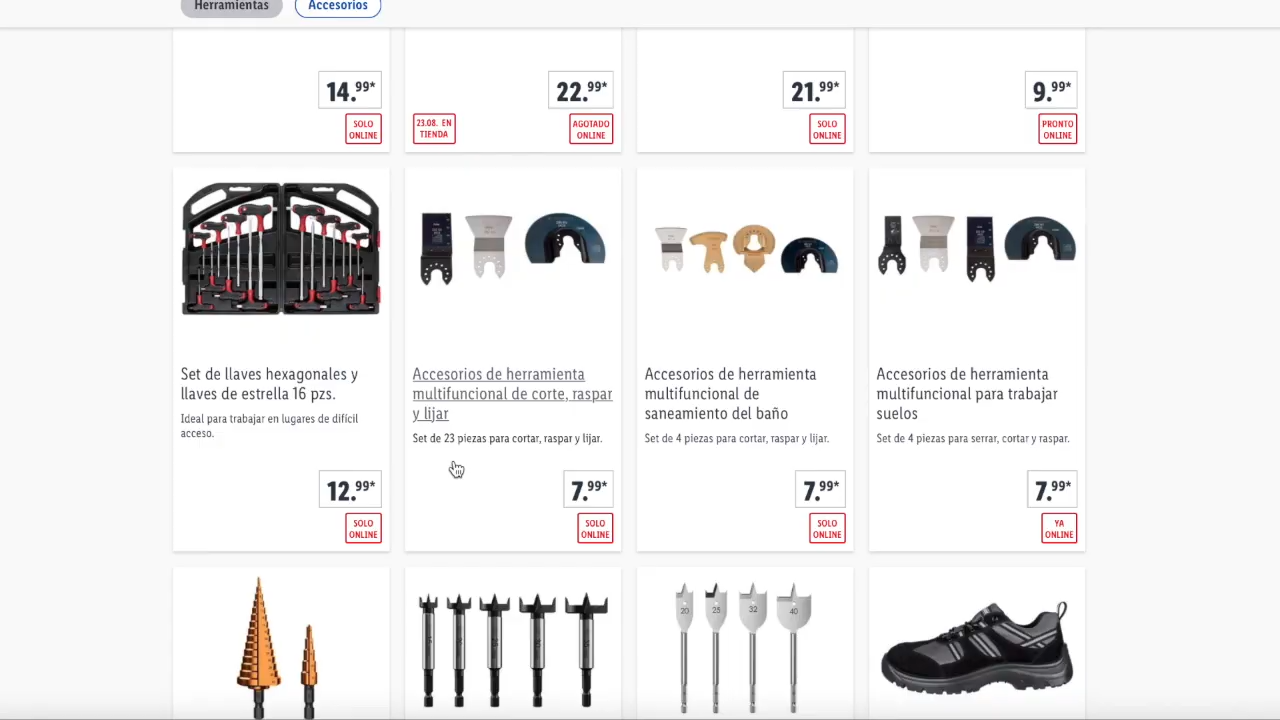 Herramientas
Accesorios
14.99*
SOLO
ONLINE
22.99*
23.08. EN
TIENDA
AGOTADO
ONLINE
21.99*
SOLO
ONLINE
9.99*
PRONTO
ONLINE
Set de llaves hexagonales y
llaves de estrella 16 pzs.
Ideal para trabajar en lugares de difícil
acceso.
12.99*
SOLO
ONLINE
Accesorios de herramienta
multifuncional de corte, raspar
y lijar
Set de 23 piezas para cortar, raspar y lijar.
7.99*
SOLO
ONLINE
Accesorios de herramienta
multifuncional de
saneamiento del baño
Set de 4 piezas para cortar, raspar y lijar.
7.99*
SOLO
ONLINE
Accesorios de herramienta
multifuncional para trabajar
suelos
Set de 4 piezas para serrar, cortar y raspar.
7.99*
YA
ONLINE
20
25
32
40